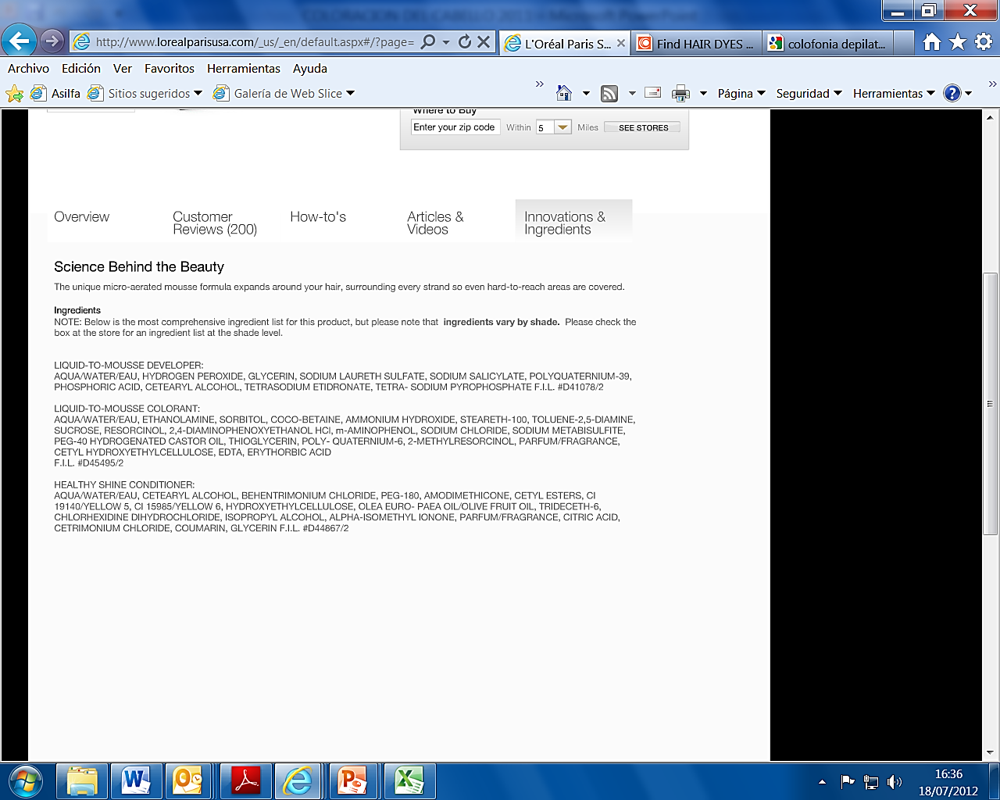 http://www.lorealparisusa.com/_us/_en/default.aspx#/?page=
L'Oréal Paris S...
Find HAIR DYES ...
colofonia depilat...
Archivo Edición Ver Favoritos Herramientas Ayuda
Asilfa Sitios sugeridos Galería de Web Slice
Página Seguridad Herramientas
Where to Buy
Enter your zip code Within 5 Miles SEE STORES
Overview
Customer
Reviews (200)
How-to's
Articles &
Videos
Innovations &
Ingredients
Science Behind the Beauty
The unique micro-aerated mousse formula expands around your hair, surrounding every strand so even hard-to-reach areas are covered.
Ingredients
NOTE: Below is the most comprehensive ingredient list for this product, but please note that ingredients vary by shade. Please check the
box at the store for an ingredient list at the shade level.
LIQUID-TO-MOUSSE DEVELOPER:
AQUA/WATER/EAU, HYDROGEN PEROXIDE, GLYCERIN, SODIUM LAURETH SULFATE, SODIUM SALICYLATE, POLYQUATERNIUM-39,
PHOSPHORIC ACID, CETEARYL ALCOHOL, TETRASODIUM ETIDRONATE, TETRA- SODIUM PYROPHOSPHATE F.I.L. #D41078/2
LIQUID-TO-MOUSSE COLORANT:
AQUA/WATER/EAU, ETHANOLAMINE, SORBITOL, COCO-BETAINE, AMMONIUM HYDROXIDE, STEARETH-100, TOLUENE-2,5-DIAMINE,
SUCROSE, RESORCINOL, 2,4-DIAMINOPHENOXYETHANOL HCl, m-AMINOPHENOL, SODIUM CHLORIDE, SODIUM METABISULFITE,
PEG-40 HYDROGENATED CASTOR OIL, THIOGLYCERIN, POLY- QUATERNIUM-6, 2-METHYLRESORCINOL, PARFUM/FRAGRANCE,
CETYL HYDROXYETHYLCELLULOSE, EDTA, ERYTHORBIC ACID
F.I.L. #D45495/2
HEALTHY SHINE CONDITIONER:
AQUA/WATER/EAU, CETEARYL ALCOHOL, BEHENTRIMONIUM CHLORIDE, PEG-180, AMODIMETHICONE, CETYL ESTERS, CI
19140/YELLOW 5, CI 15985/YELLOW 6, HYDROXYETHYLCELLULOSE, OLEA EURO- PAEA OIL/OLIVE FRUIT OIL, TRIDECETH-6,
CHLORHEXIDINE DIHYDROCHLORIDE, ISOPROPYL ALCOHOL, ALPHA-ISOMETHYL IONONE, PARFUM/FRAGRANCE, CITRIC ACID,
CETRIMONIUM CHLORIDE, COUMARIN, GLYCERIN F.I.L. #D44867/2
16:36
18/07/2012